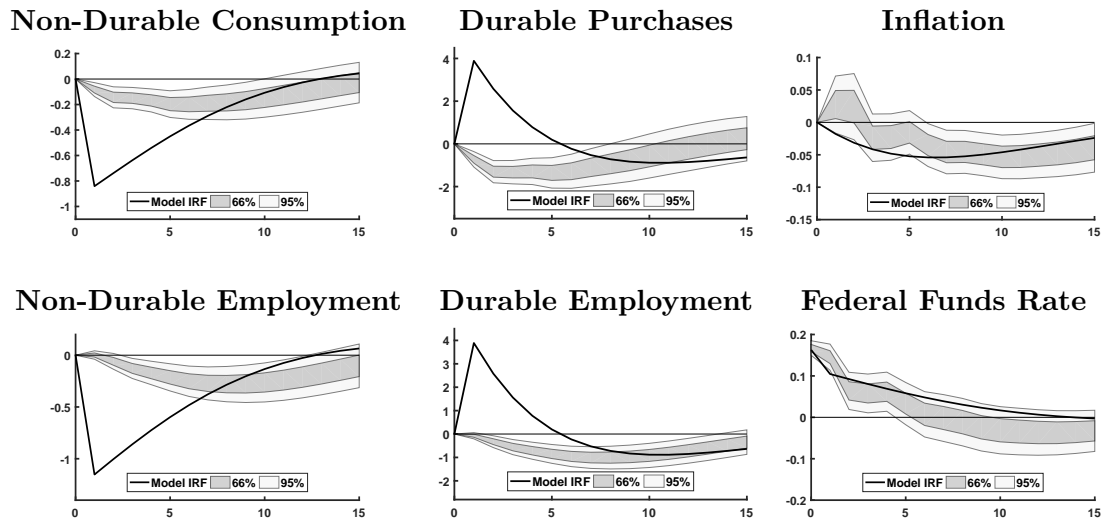 Non-Durable Consumption
0.2
0
-0.2
-0.4
-0.6
-0.8
-1
Model IRF 66% 95%
0 5 10 15
Durable Purchases
4
2
0
-2
Model IRF 66% 95%
0 5 10 15
Inflation
0.1
0.05
0
-0.05
-0.1
-0.15
Model IRF 66% 95%
0 5 10 15
Non-Durable Employment
0
-0.5
-1
Model IRF 66% 95%
0 5 10 15
Durable Employment
4
3
2
1
0
-1
-2
Model IRF 66% 95%
0 5 10 15
Federal Funds Rate
0.2
0.1
0
-0.1
-0.2
Model IRF 66% 95%
0 5 10 15